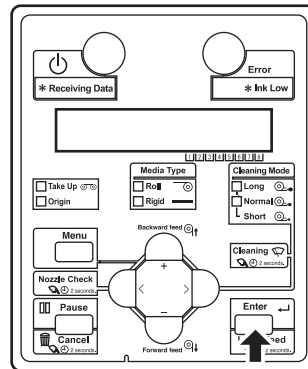 Error
* Receiving Data
* Ink Low
1 2 3 4 5 6 7 8
Media Type
Cleaning Mode
Take Up
Origin
Roll
Rigid
Long
Normal
Short
Menu
Backward feed
Cleaning
2 seconds.
Nozzle Check
2 seconds.
+
< >
−
Pause
Enter
Cancel
2 seconds.
Forward feed
eed